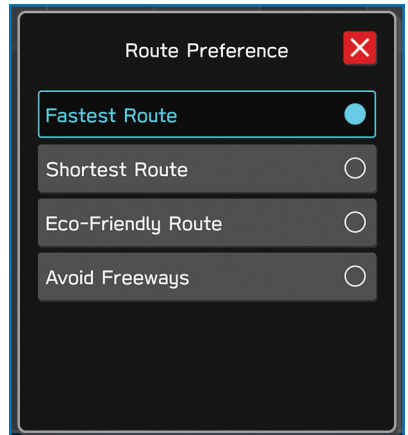 Route Preference
Fastest Route
Shortest Route
Eco-Friendly Route
Avoid Freeways